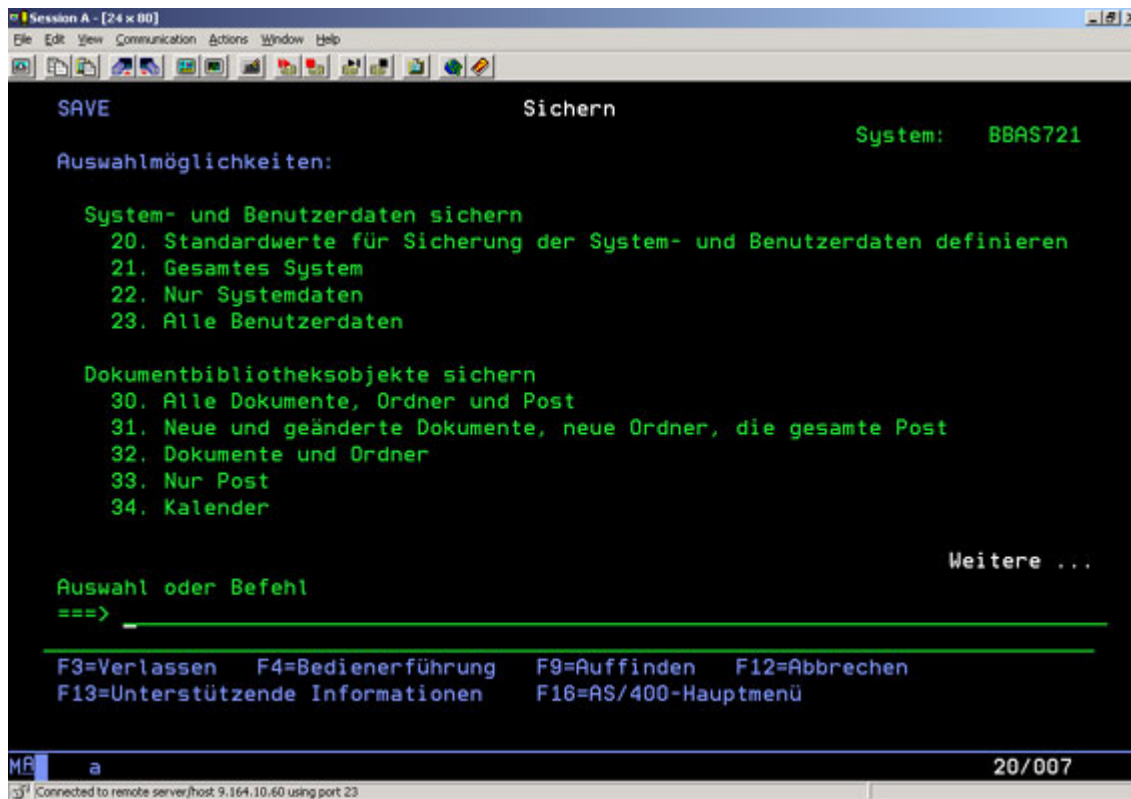 Session A - [24 x 80]
File Edit View Communication Actions Window Help
SAVE Sichern
System: BBAS721
Auswahlmöglichkeiten:
System- und Benutzerdaten sichern
20. Standardwerte für Sicherung der System- und Benutzerdaten definieren
21. Gesamtes System
22. Nur Systemdaten
23. Alle Benutzerdaten
Dokumentbibliotheksobjekte sichern
30. Alle Dokumente, Ordner und Post
31. Neue und geänderte Dokumente, neue Ordner, die gesamte Post
32. Dokumente und Ordner
33. Nur Post
34. Kalender
Weitere ...
Auswahl oder Befehl
===> _
F3=Verlassen F4=Bedienerführung F9=Auffinden F12=Abbrechen
F13=Unterstützende Informationen F16=AS/400-Hauptmenü
MA a 20/007
Connected to remote server/host 9.164.10.60 using port 23